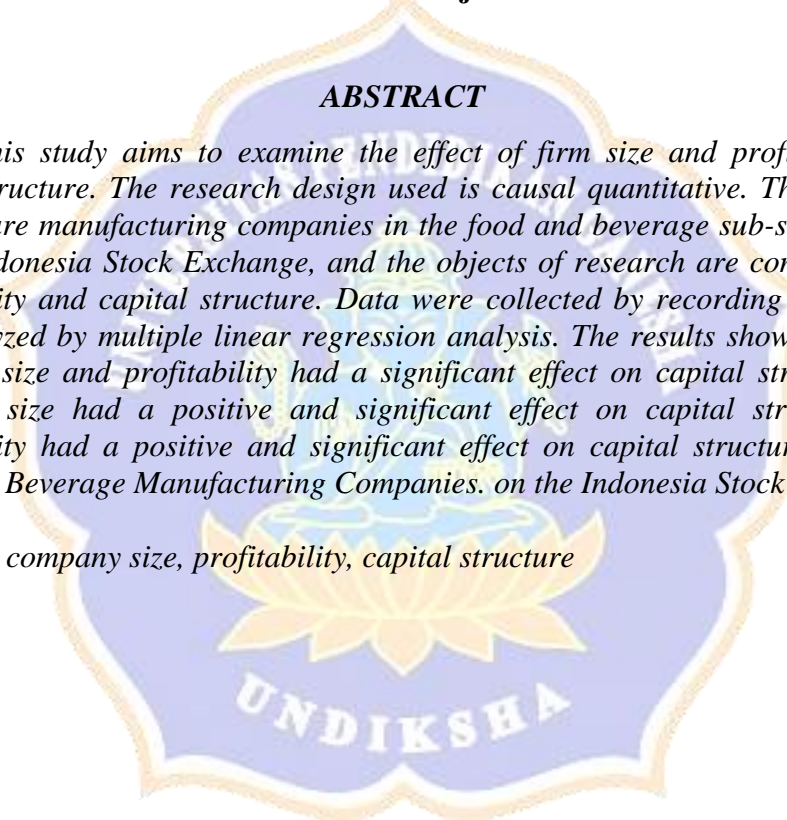 ABSTRACT
his study aims to examine the effect of firm size and prof
ructure. The research design used is causal quantitative. Th
are manufacturing companies in the food and beverage sub-s
donesia Stock Exchange, and the objects of research are con
ity and capital structure. Data were collected by recording
yzed by multiple linear regression analysis. The results show
size and profitability had a significant effect on capital str
size had a positive and significant effect on capital stru
ity had a positive and significant effect on capital structur
Beverage Manufacturing Companies. on the Indonesia Stock
company size, profitability, capital structure
UNDIKSHA